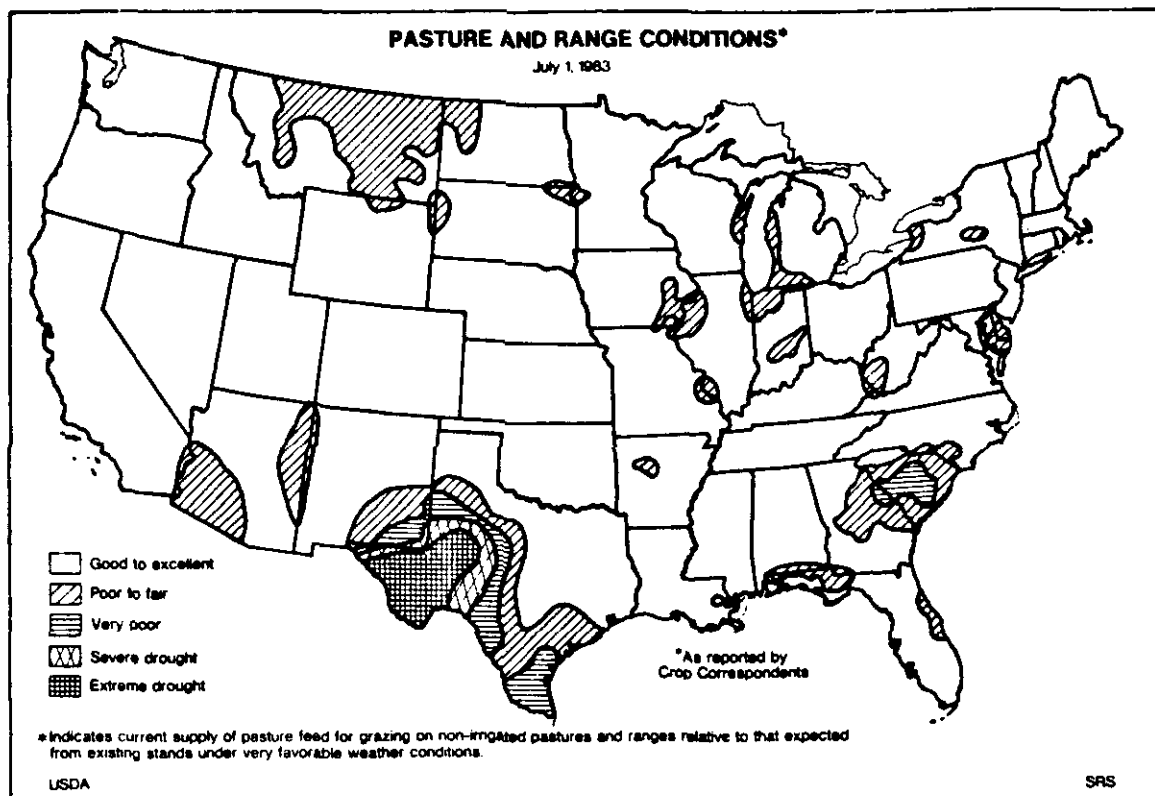 PASTURE AND RANGE CONDITIONS*
July 1, 1983
Good to excellent
Poor to fair
Very poor
Severe drought
Extreme drought
*As reported by
Crop Correspondents
*Indicates current supply of pasture feed for grazing on non-irrigated pastures and ranges relative to that expected
from existing stands under very favorable weather conditions.
USDA
SRS